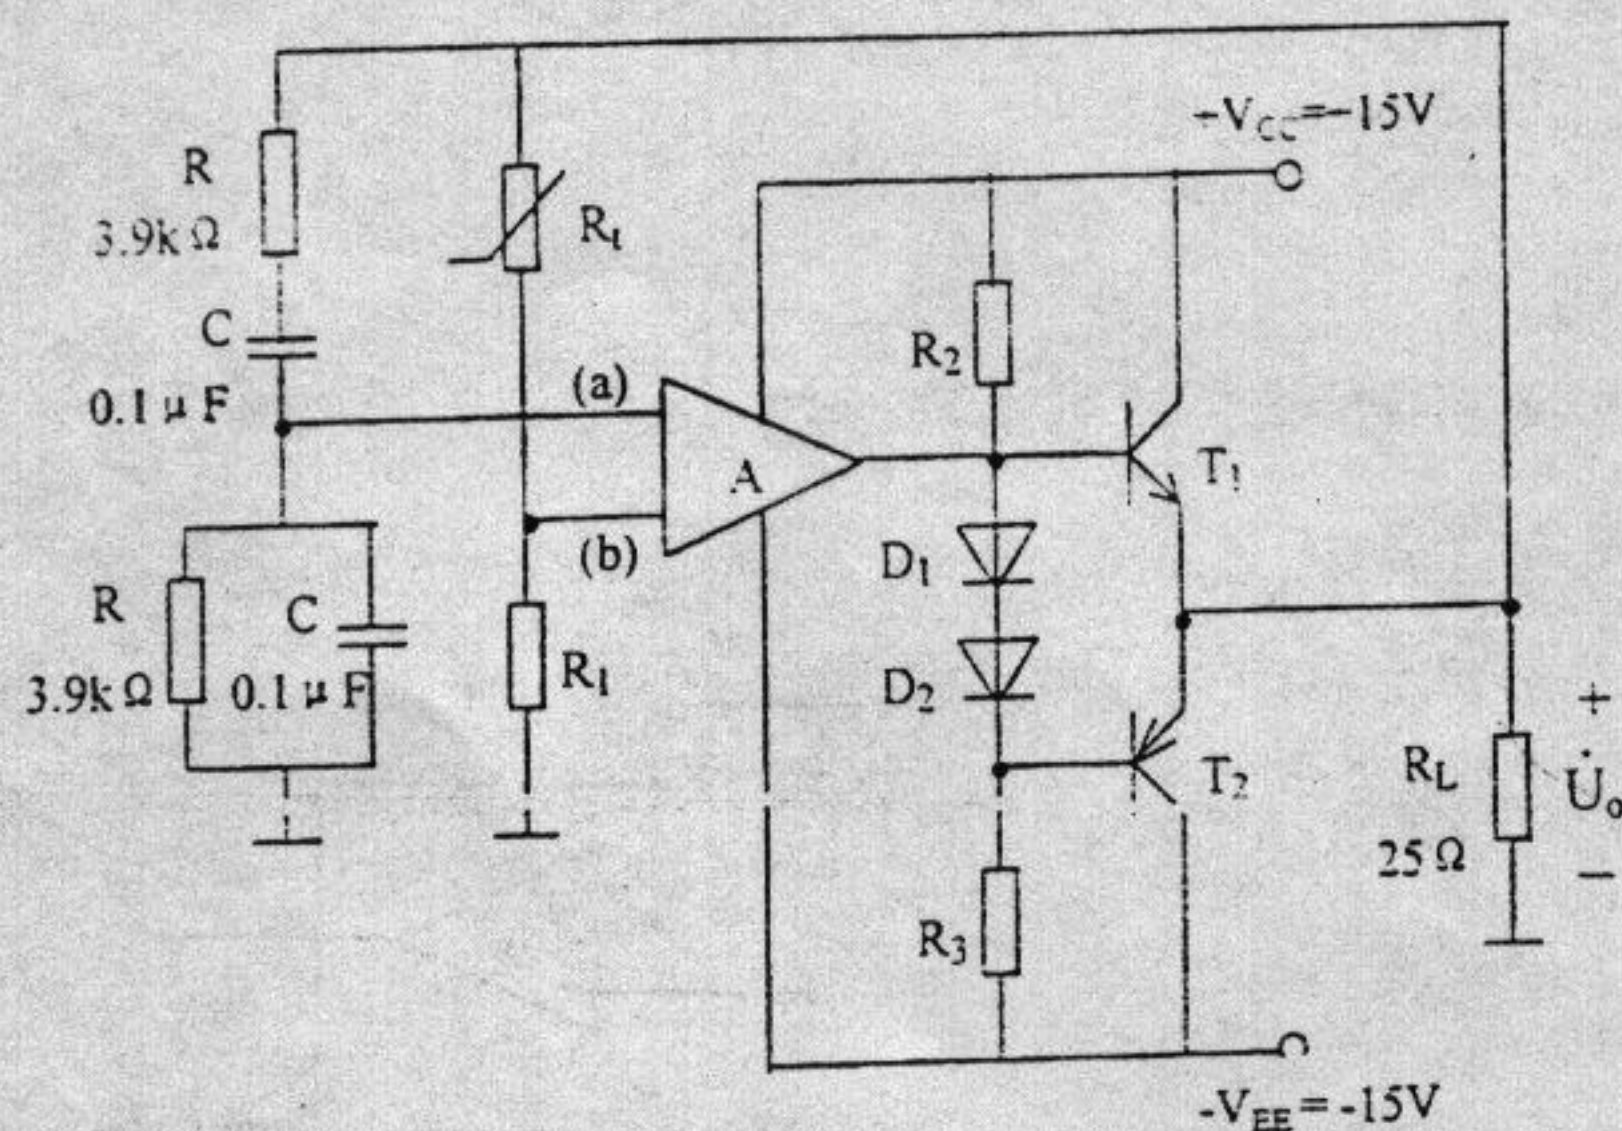 -V_CC=-15V
R
3.9kΩ
R_t
C
0.1μF
(a)
R_2
A
T_1
(b)
D_1
R
3.9kΩ
C
0.1μF
R_1
D_2
T_2
R_L
25Ω
+
U̇_o
−
R_3
-V_EE=-15V